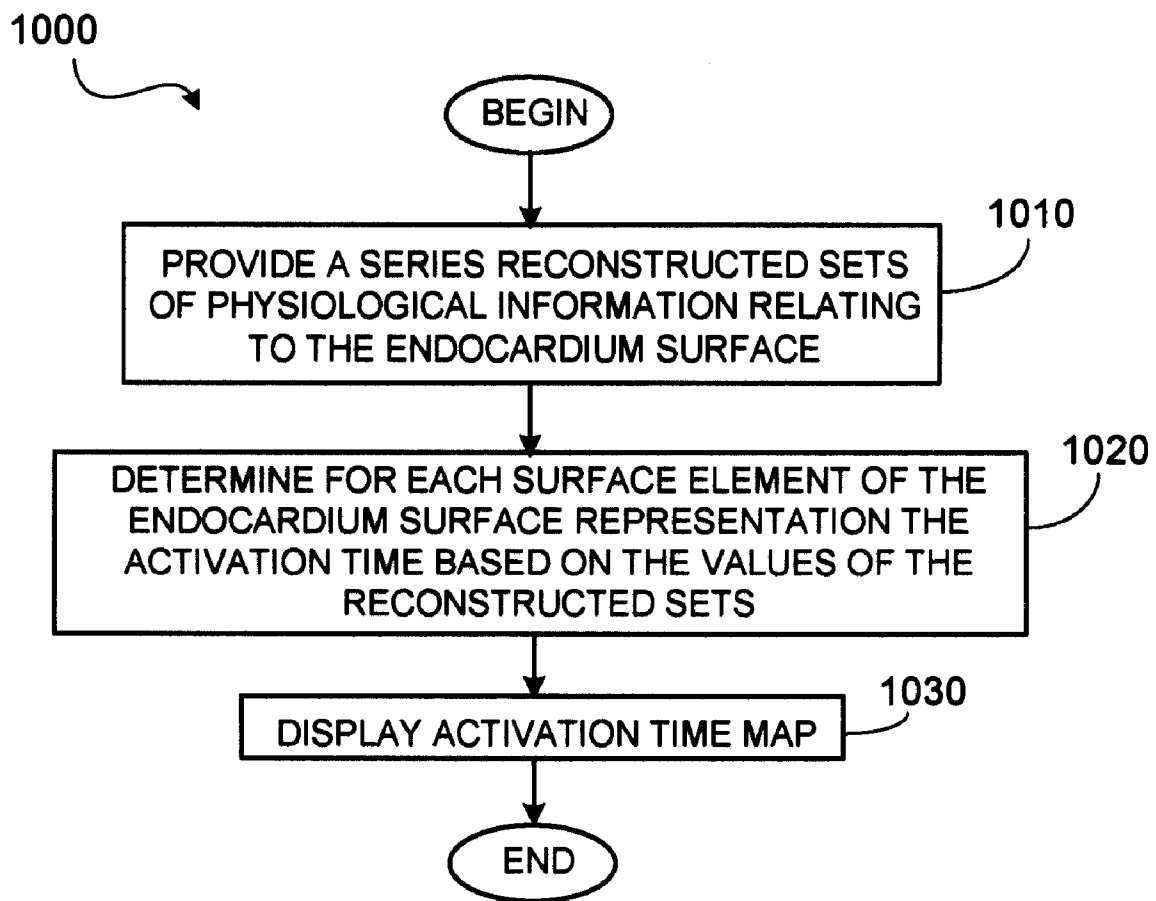 1000
BEGIN
1010
PROVIDE A SERIES RECONSTRUCTED SETS
OF PHYSIOLOGICAL INFORMATION RELATING
TO THE ENDOCARDIUM SURFACE
1020
DETERMINE FOR EACH SURFACE ELEMENT OF THE
ENDOCARDIUM SURFACE REPRESENTATION THE
ACTIVATION TIME BASED ON THE VALUES OF THE
RECONSTRUCTED SETS
1030
DISPLAY ACTIVATION TIME MAP
END